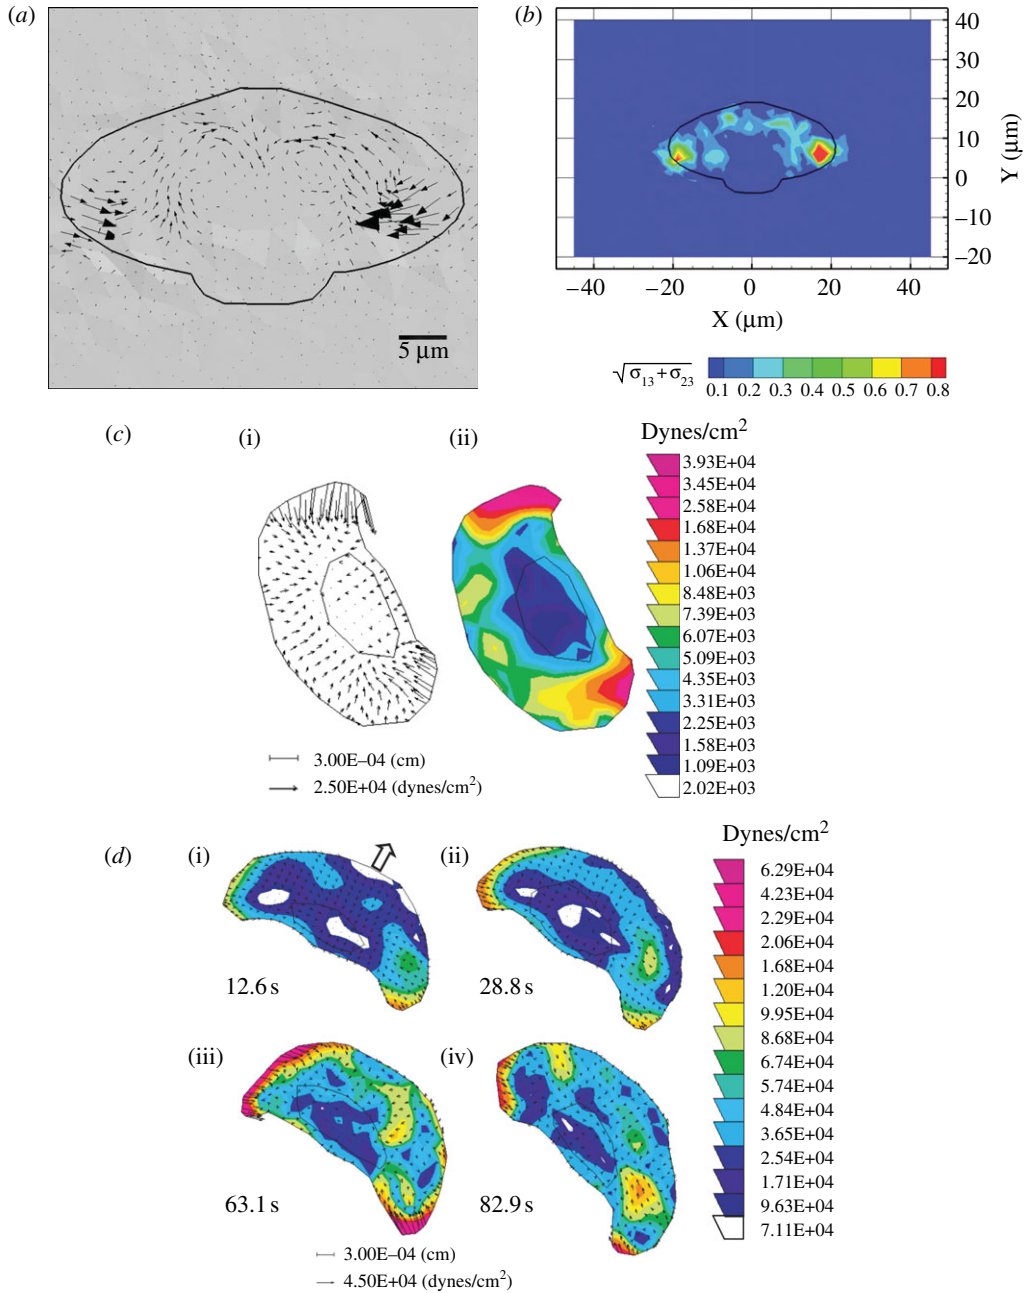 (a)
5 μm
(b)
40
30
20
10
0
−10
−20
Y (μm)
−40 −20 0 20 40
X (μm)
√σ13+σ23
0.1 0.2 0.3 0.4 0.5 0.6 0.7 0.8
(c)
(i)
(ii)
Dynes/cm2
3.93E+04
3.45E+04
2.58E+04
1.68E+04
1.37E+04
1.06E+04
8.48E+03
7.39E+03
6.07E+03
5.09E+03
4.35E+03
3.31E+03
2.25E+03
1.58E+03
1.09E+03
2.02E+03
3.00E−04 (cm)
2.50E+04 (dynes/cm2)
(d)
(i)
(ii)
12.6 s
28.8 s
(iii)
(iv)
63.1 s
82.9 s
3.00E−04 (cm)
4.50E+04 (dynes/cm2)
Dynes/cm2
6.29E+04
4.23E+04
2.29E+04
2.06E+04
1.68E+04
1.20E+04
9.95E+04
8.68E+04
6.74E+04
5.74E+04
4.84E+04
3.65E+04
2.54E+04
1.71E+04
9.63E+04
7.11E+04